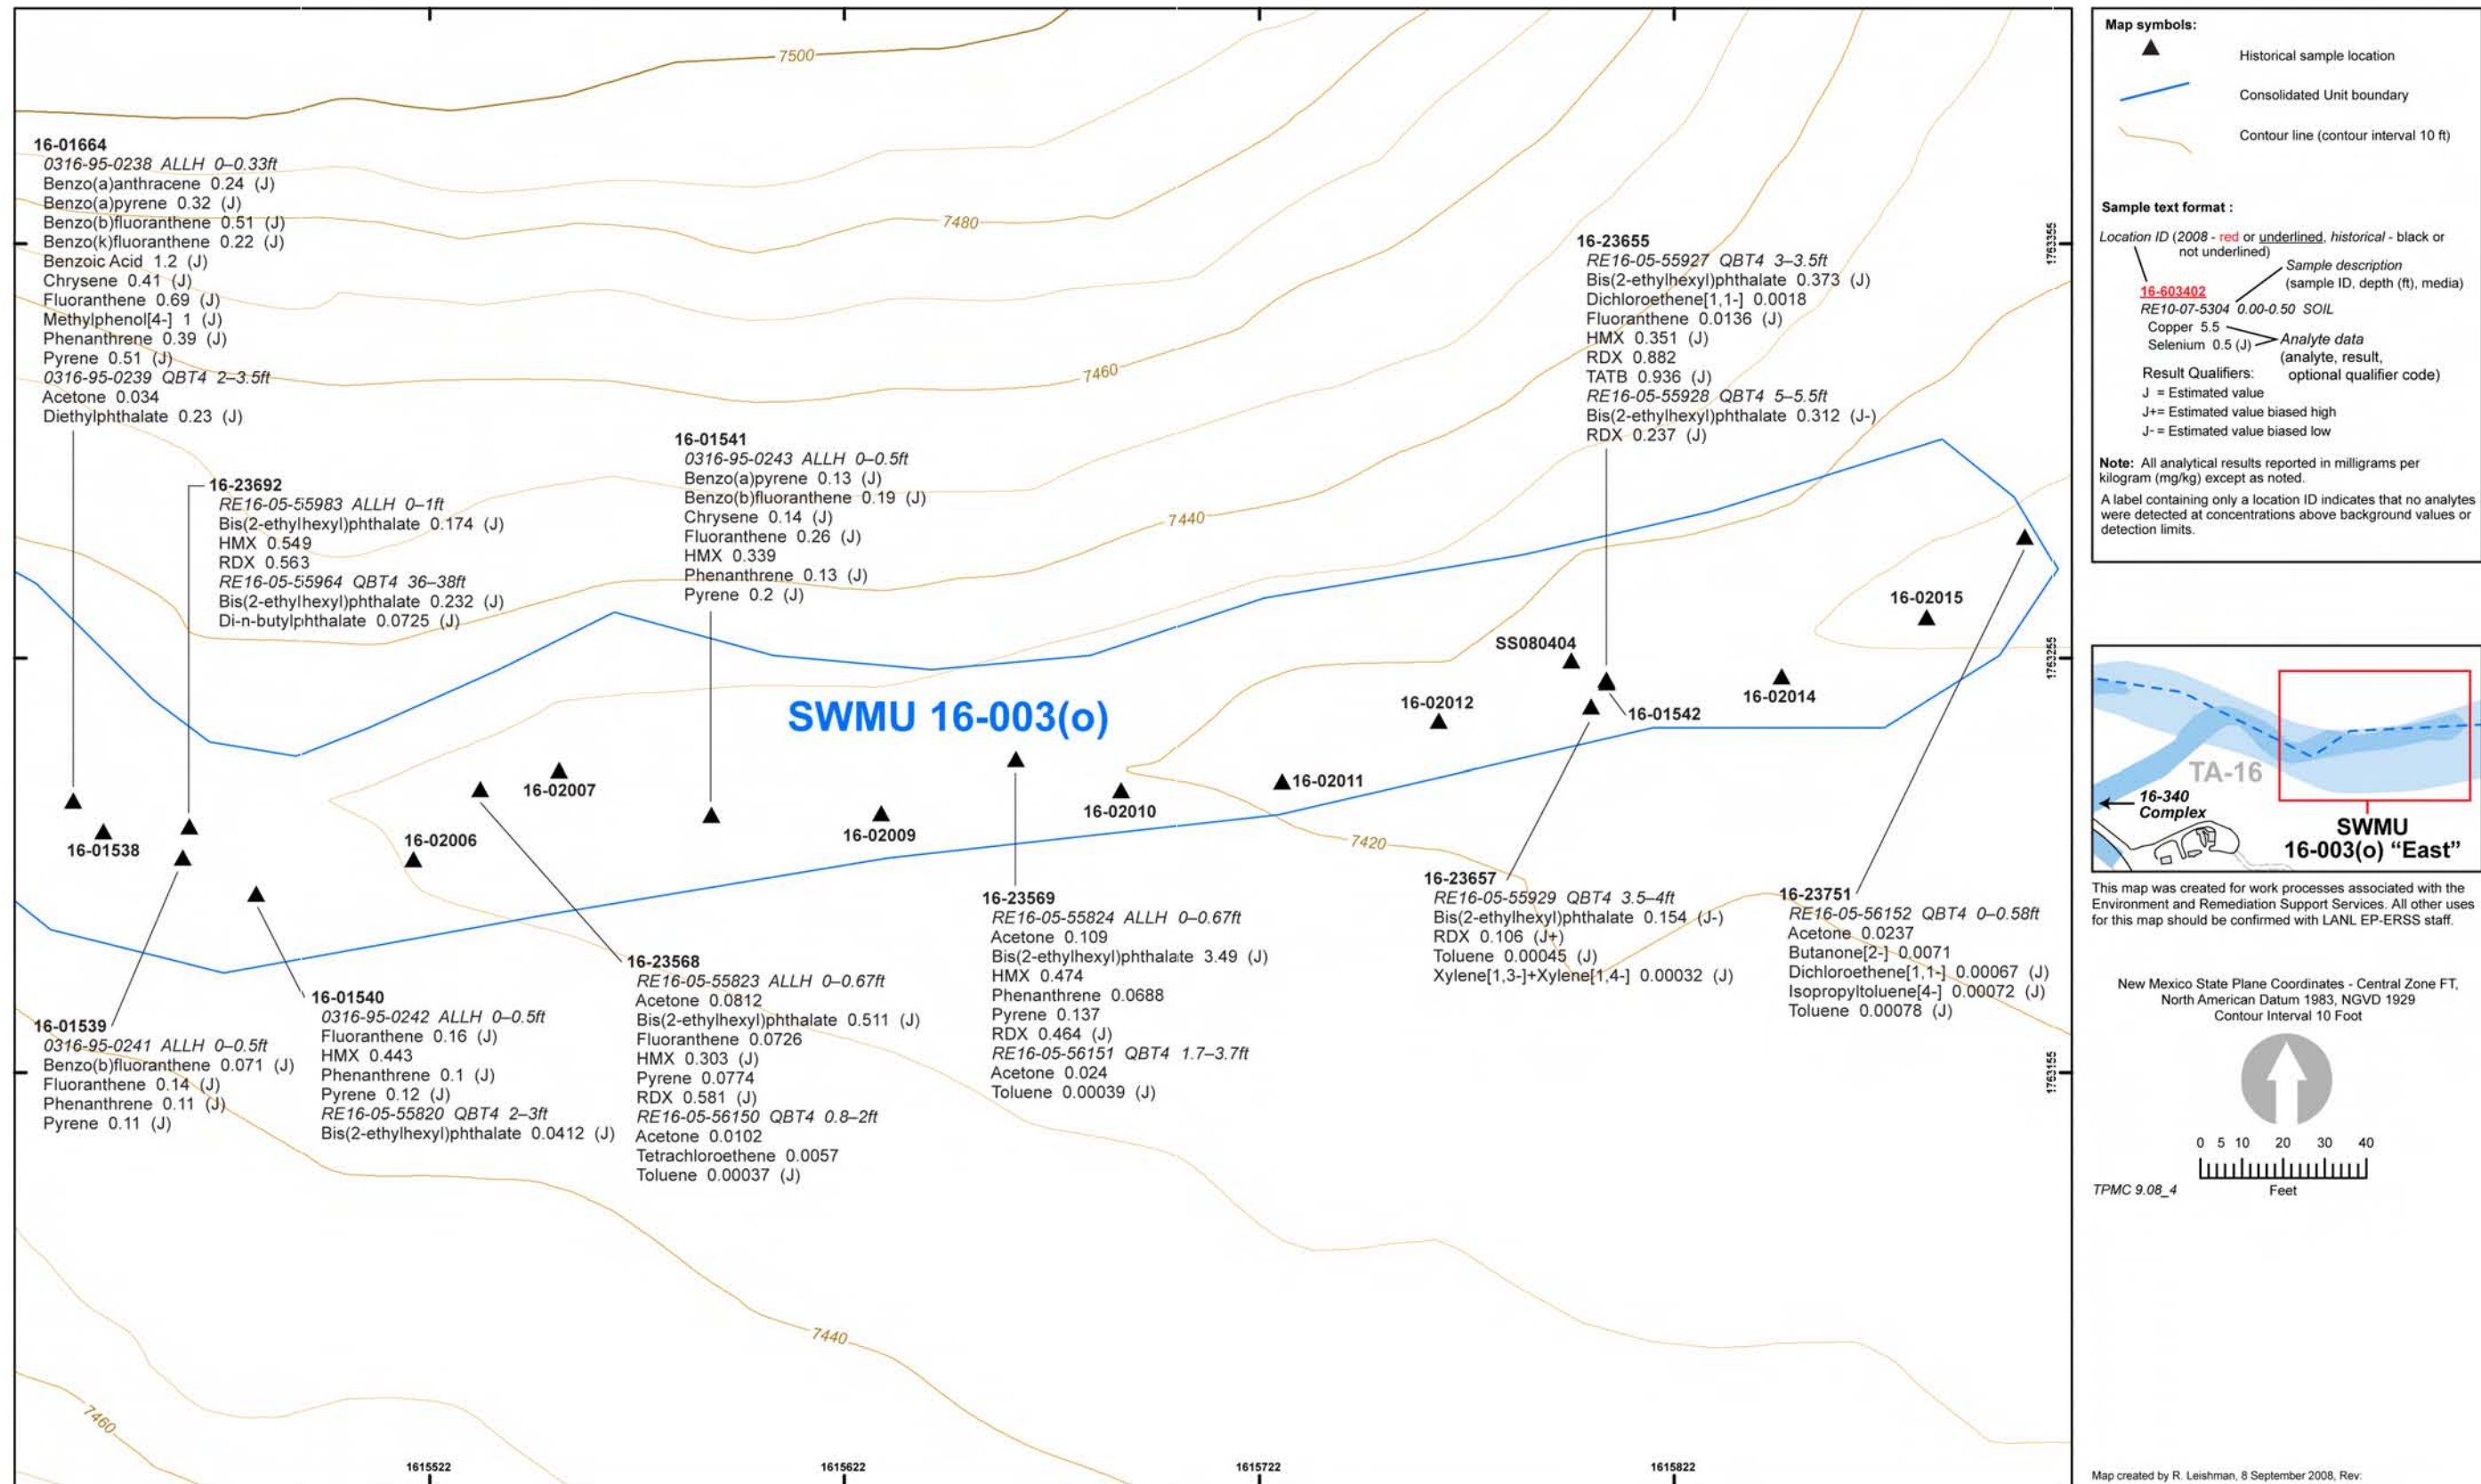 7500
16-01664
0316-95-0238 ALLH 0–0.33ft
Benzo(a)anthracene 0.24 (J)
Benzo(a)pyrene 0.32 (J)
Benzo(b)fluoranthene 0.51 (J)
Benzo(k)fluoranthene 0.22 (J)
Benzoic Acid 1.2 (J)
Chrysene 0.41 (J)
Fluoranthene 0.69 (J)
Methylphenol[4-] 1 (J)
Phenanthrene 0.39 (J)
Pyrene 0.51 (J)
0316-95-0239 QBT4 2–3.5ft
Acetone 0.034
Diethylphthalate 0.23 (J)
7480
7460
7440
16-23692
RE16-05-55983 ALLH 0–1ft
Bis(2-ethylhexyl)phthalate 0.174 (J)
HMX 0.549
RDX 0.563
RE16-05-55964 QBT4 36–38ft
Bis(2-ethylhexyl)phthalate 0.232 (J)
Di-n-butylphthalate 0.0725 (J)
16-01541
0316-95-0243 ALLH 0–0.5ft
Benzo(a)pyrene 0.13 (J)
Benzo(b)fluoranthene 0.19 (J)
Chrysene 0.14 (J)
Fluoranthene 0.26 (J)
HMX 0.339
Phenanthrene 0.13 (J)
Pyrene 0.2 (J)
16-23655
RE16-05-55927 QBT4 3–3.5ft
Bis(2-ethylhexyl)phthalate 0.373 (J)
Dichloroethene[1,1-] 0.0018
Fluoranthene 0.0136 (J)
HMX 0.351 (J)
RDX 0.882
TATB 0.936 (J)
RE16-05-55928 QBT4 5–5.5ft
Bis(2-ethylhexyl)phthalate 0.312 (J-)
RDX 0.237 (J)
SWMU 16-003(o)
16-01538
16-02006
16-02007
16-02009
16-02010
16-02011
16-02012
SS080404
16-01542
16-02014
16-02015
7420
16-01539
0316-95-0241 ALLH 0–0.5ft
Benzo(b)fluoranthene 0.071 (J)
Fluoranthene 0.14 (J)
Phenanthrene 0.11 (J)
Pyrene 0.11 (J)
16-01540
0316-95-0242 ALLH 0–0.5ft
Fluoranthene 0.16 (J)
HMX 0.443
Phenanthrene 0.1 (J)
Pyrene 0.12 (J)
RE16-05-55820 QBT4 2–3ft
Bis(2-ethylhexyl)phthalate 0.0412 (J)
16-23568
RE16-05-55823 ALLH 0–0.67ft
Acetone 0.0812
Bis(2-ethylhexyl)phthalate 0.511 (J)
Fluoranthene 0.0726
HMX 0.303 (J)
Pyrene 0.0774
RDX 0.581 (J)
RE16-05-56150 QBT4 0.8–2ft
Acetone 0.0102
Tetrachloroethene 0.0057
Toluene 0.00037 (J)
16-23569
RE16-05-55824 ALLH 0–0.67ft
Acetone 0.109
Bis(2-ethylhexyl)phthalate 3.49 (J)
HMX 0.474
Phenanthrene 0.0688
Pyrene 0.137
RDX 0.464 (J)
RE16-05-56151 QBT4 1.7–3.7ft
Acetone 0.024
Toluene 0.00039 (J)
16-23657
RE16-05-55929 QBT4 3.5–4ft
Bis(2-ethylhexyl)phthalate 0.154 (J-)
RDX 0.106 (J+)
Toluene 0.00045 (J)
Xylene[1,3-]+Xylene[1,4-] 0.00032 (J)
16-23751
RE16-05-56152 QBT4 0–0.58ft
Acetone 0.0237
Butanone[2-] 0.0071
Dichloroethene[1,1-] 0.00067 (J)
Isopropyltoluene[4-] 0.00072 (J)
Toluene 0.00078 (J)
7440
7460
1615522
1615622
1615722
1615822
1763355
1763255
1763155
Map symbols:
Historical sample location
Consolidated Unit boundary
Contour line (contour interval 10 ft)
Sample text format :
Location ID (2008 - red or underlined, historical - black or
not underlined)
Sample description
(sample ID, depth (ft), media)
16-603402
RE10-07-5304 0.00-0.50 SOIL
Copper 5.5
Selenium 0.5 (J)
Analyte data
(analyte, result,
optional qualifier code)
Result Qualifiers:
J = Estimated value
J+= Estimated value biased high
J- = Estimated value biased low
Note: All analytical results reported in milligrams per
kilogram (mg/kg) except as noted.
A label containing only a location ID indicates that no analytes
were detected at concentrations above background values or
detection limits.
TA-16
16-340
Complex
SWMU
16-003(o) “East”
This map was created for work processes associated with the
Environment and Remediation Support Services. All other uses
for this map should be confirmed with LANL EP-ERSS staff.
New Mexico State Plane Coordinates - Central Zone FT,
North American Datum 1983, NGVD 1929
Contour Interval 10 Foot
0 5 10 20 30 40
Feet
TPMC 9.08_4
Map created by R. Leishman, 8 September 2008, Rev: